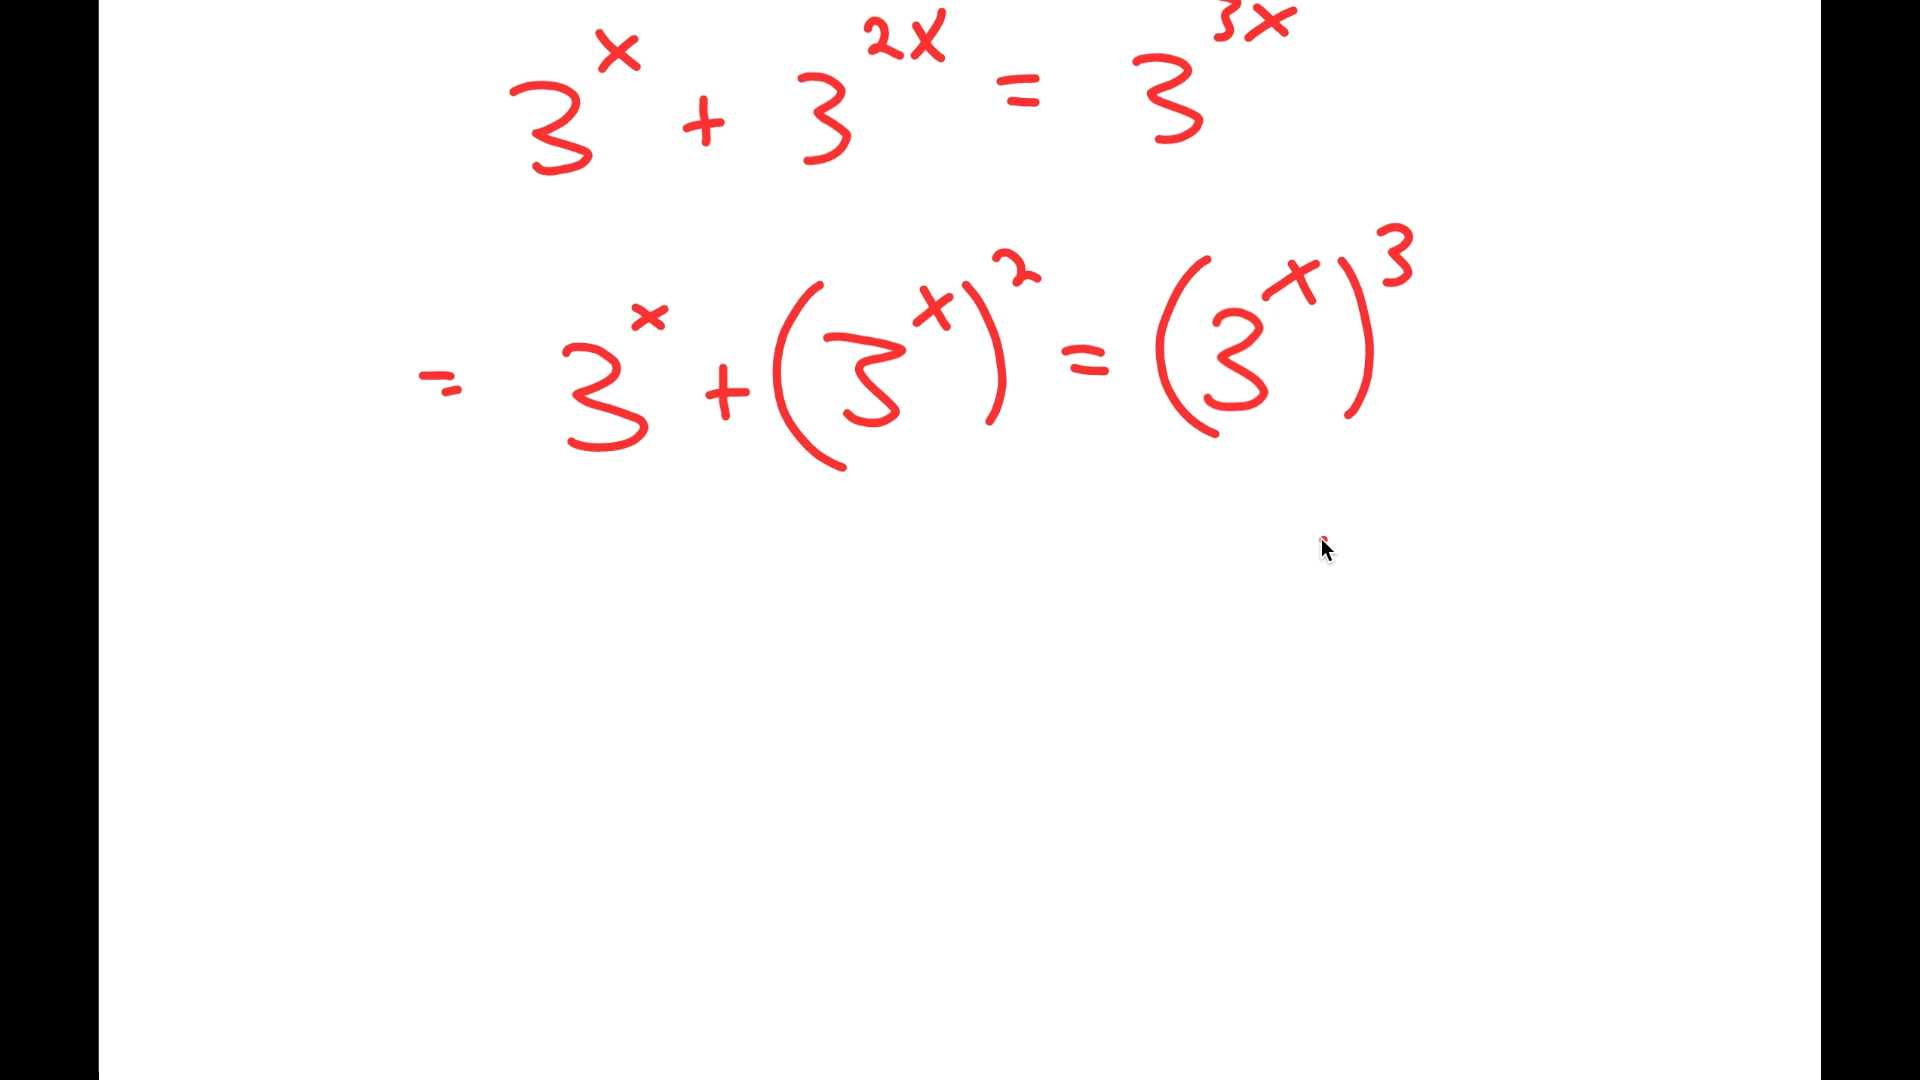 3^x + 3^2x = 3^3x
= 3^x + (3^x)^2 = (3^x)^3